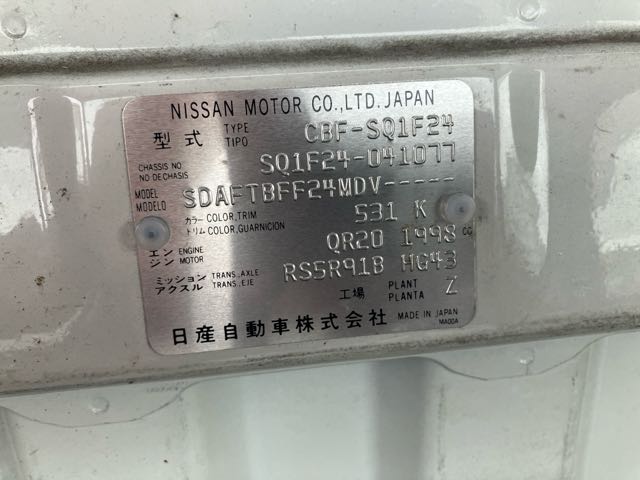 NISSAN MOTOR CO.,LTD. JAPAN
型式 TYPE TIPO CBF-SQ1F24
CHASSIS NO NO DECHASIS SQ1F24-041077
MODEL MODELO SDAFTBFF24MDV-----
カラー COLOR,TRIM トリム COLOR,GUARNICION 531 K
エンジン ENGINE MOTOR QR20 1998 CC
ミッション TRANS.,AXLE アクスル TRANS.,EJE RS5R91B HG43
工場 PLANT PLANTA Z
日産自動車株式会社 MADE IN JAPAN
MA00A